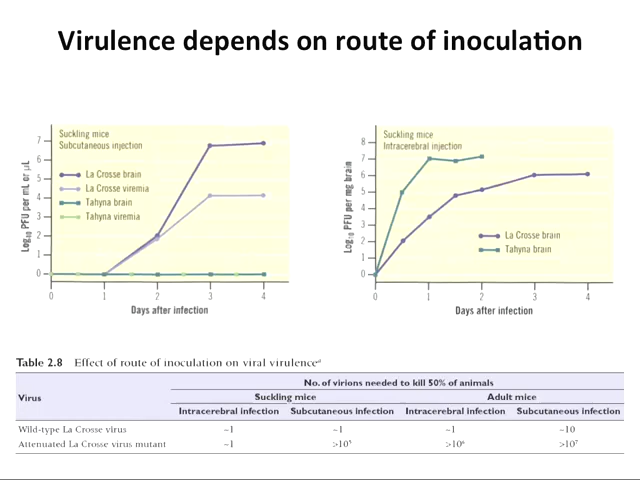 Virulence depends on route of inoculation
Suckling mice
Subcutaneous injection
La Crosse brain
La Crosse viremia
Tahyna brain
Tahyna viremia
Log₁₀ PFU per mL or μL
7
6
5
4
3
2
1
0
0 1 2 3 4
Days after infection
Suckling mice
Intracerebral injection
La Crosse brain
Tahyna brain
Log₁₀ PFU per mg brain
8
7
6
5
4
3
2
1
0
0 1 2 3 4
Days after infection
Table 2.8 Effect of route of inoculation on viral virulenceᵃ
No. of virions needed to kill 50% of animals
Virus Suckling mice Adult mice
Intracerebral infection Subcutaneous infection Intracerebral infection Subcutaneous infection
Wild-type La Crosse virus ~1 ~1 ~1 ~10
Attenuated La Crosse virus mutant ~1 >10⁵ >10⁶ >10⁷